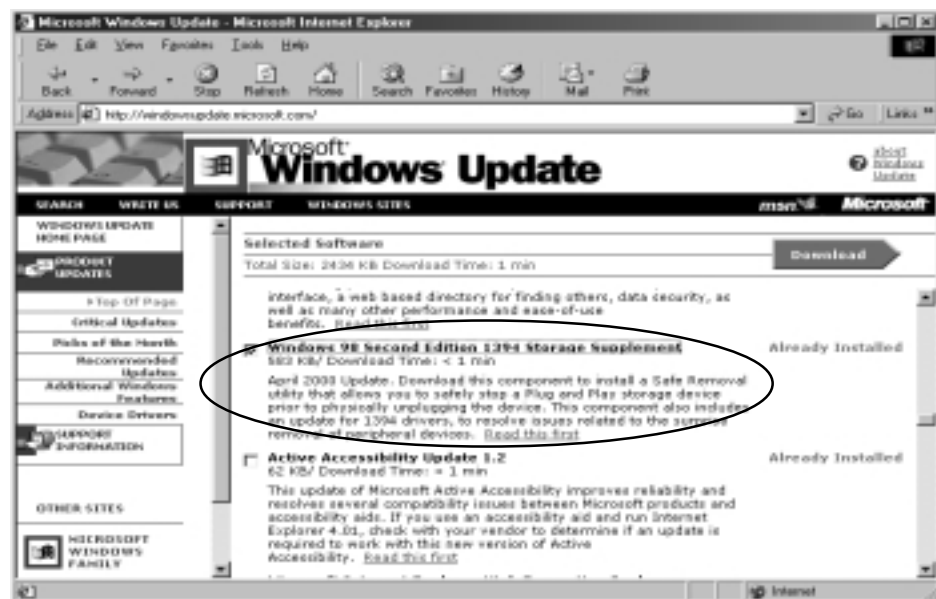 Microsoft Windows Update - Microsoft Internet Explorer
File Edit View Favorites Tools Help
Back Forward Stop Refresh Home Search Favorites History Mail Print
Address http://windowsupdate.microsoft.com/ Go Links »
Microsoft
Windows Update
about Windows Update
SEARCH WRITE US SUPPORT WINDOWS SITES msn Microsoft
WINDOWS UPDATE
HOME PAGE
PRODUCT
UPDATES
Top Of Page
Critical Updates
Picks of the Month
Recommended
Updates
Additional Windows
Features
Device Drivers
SUPPORT
INFORMATION
OTHER SITES
MICROSOFT
WINDOWS
FAMILY
Selected Software
Total Size: 2434 KB Download Time: 1 min
Download
interface, a web based directory for finding others, data security, as
well as many other performance and ease-of-use
benefits. Read this first
Windows 98 Second Edition 1394 Storage Supplement Already Installed
583 KB/ Download Time: < 1 min
April 2000 Update. Download this component to install a Safe Removal
utility that allows you to safely stop a Plug and Play storage device
prior to physically unplugging the device. This component also includes
an update for 1394 drivers, to resolve issues related to the surprise
removal of peripheral devices. Read this first
Active Accessibility Update 1.2 Already Installed
62 KB/ Download Time: < 1 min
This update of Microsoft Active Accessibility improves reliability and
resolves several compatibility issues between Microsoft products and
accessibility aids. If you use an accessibility aid and run Internet
Explorer 4.01, check with your vendor to determine if an update is
required to work with this new version of Active
Accessibility. Read this first
Internet